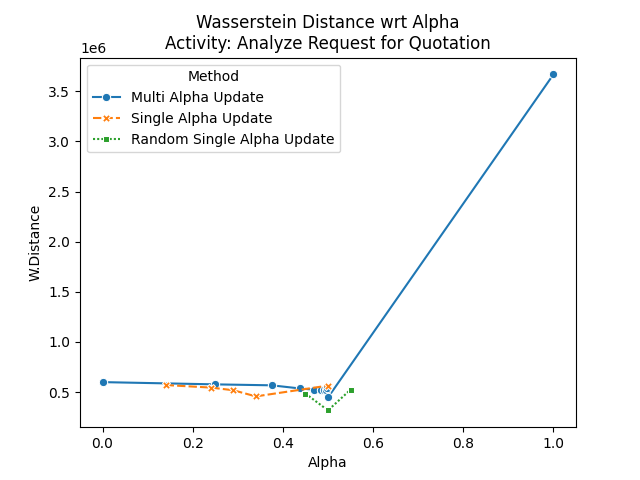 Wasserstein Distance wrt Alpha
Activity: Analyze Request for Quotation
1e6
Method
Multi Alpha Update
Single Alpha Update
Random Single Alpha Update
3.5
3.0
2.5
2.0
1.5
1.0
0.5
W.Distance
0.0 0.2 0.4 0.6 0.8 1.0
Alpha